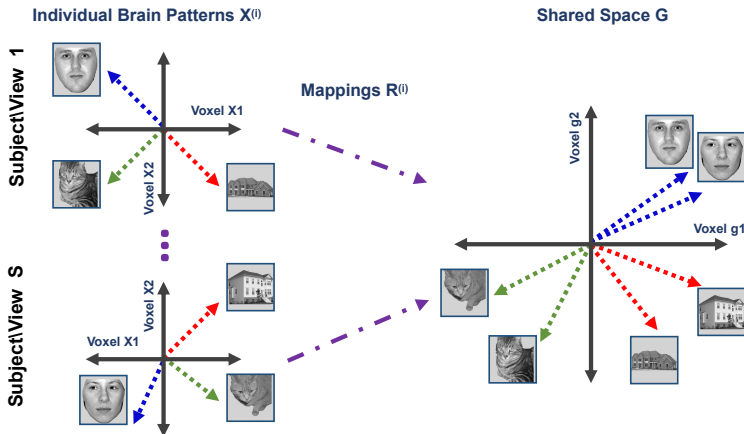 Individual Brain Patterns X(i)
Shared Space G
Subject\View 1
Voxel X1
Voxel X2
Mappings R(i)
Voxel g2
Voxel g1
Subject\View S
Voxel X2
Voxel X1